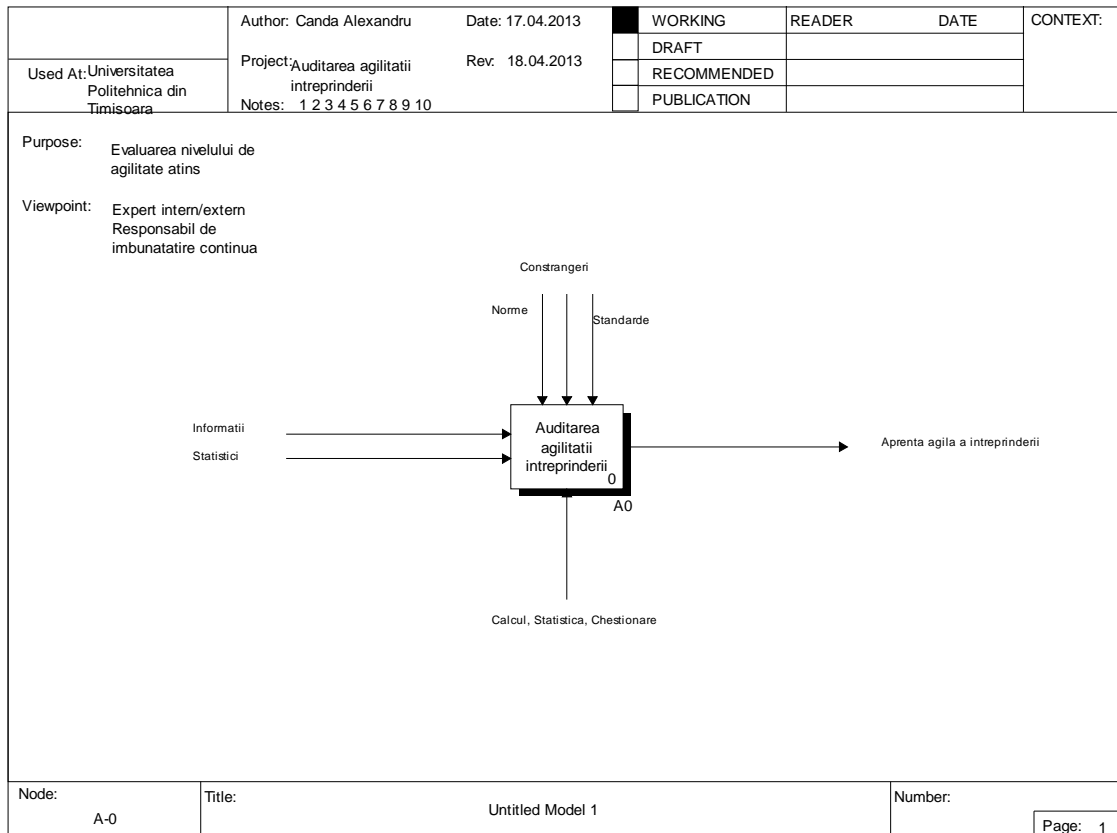 Used At: Universitatea
Politehnica din
Timisoara
Author: Canda Alexandru
Date: 17.04.2013
Project: Auditarea agilitatii
intreprinderii
Rev: 18.04.2013
Notes: 1 2 3 4 5 6 7 8 9 10
WORKING
DRAFT
RECOMMENDED
PUBLICATION
READER DATE
CONTEXT:
Purpose: Evaluarea nivelului de
agilitate atins
Viewpoint: Expert intern/extern
Responsabil de
imbunatatire continua
Constrangeri
Norme
Standarde
Informatii
Statistici
Auditarea
agilitatii
intreprinderii
0
A0
Aprenta agila a intreprinderii
Calcul, Statistica, Chestionare
Node:
A-0
Title:
Untitled Model 1
Number:
Page: 1